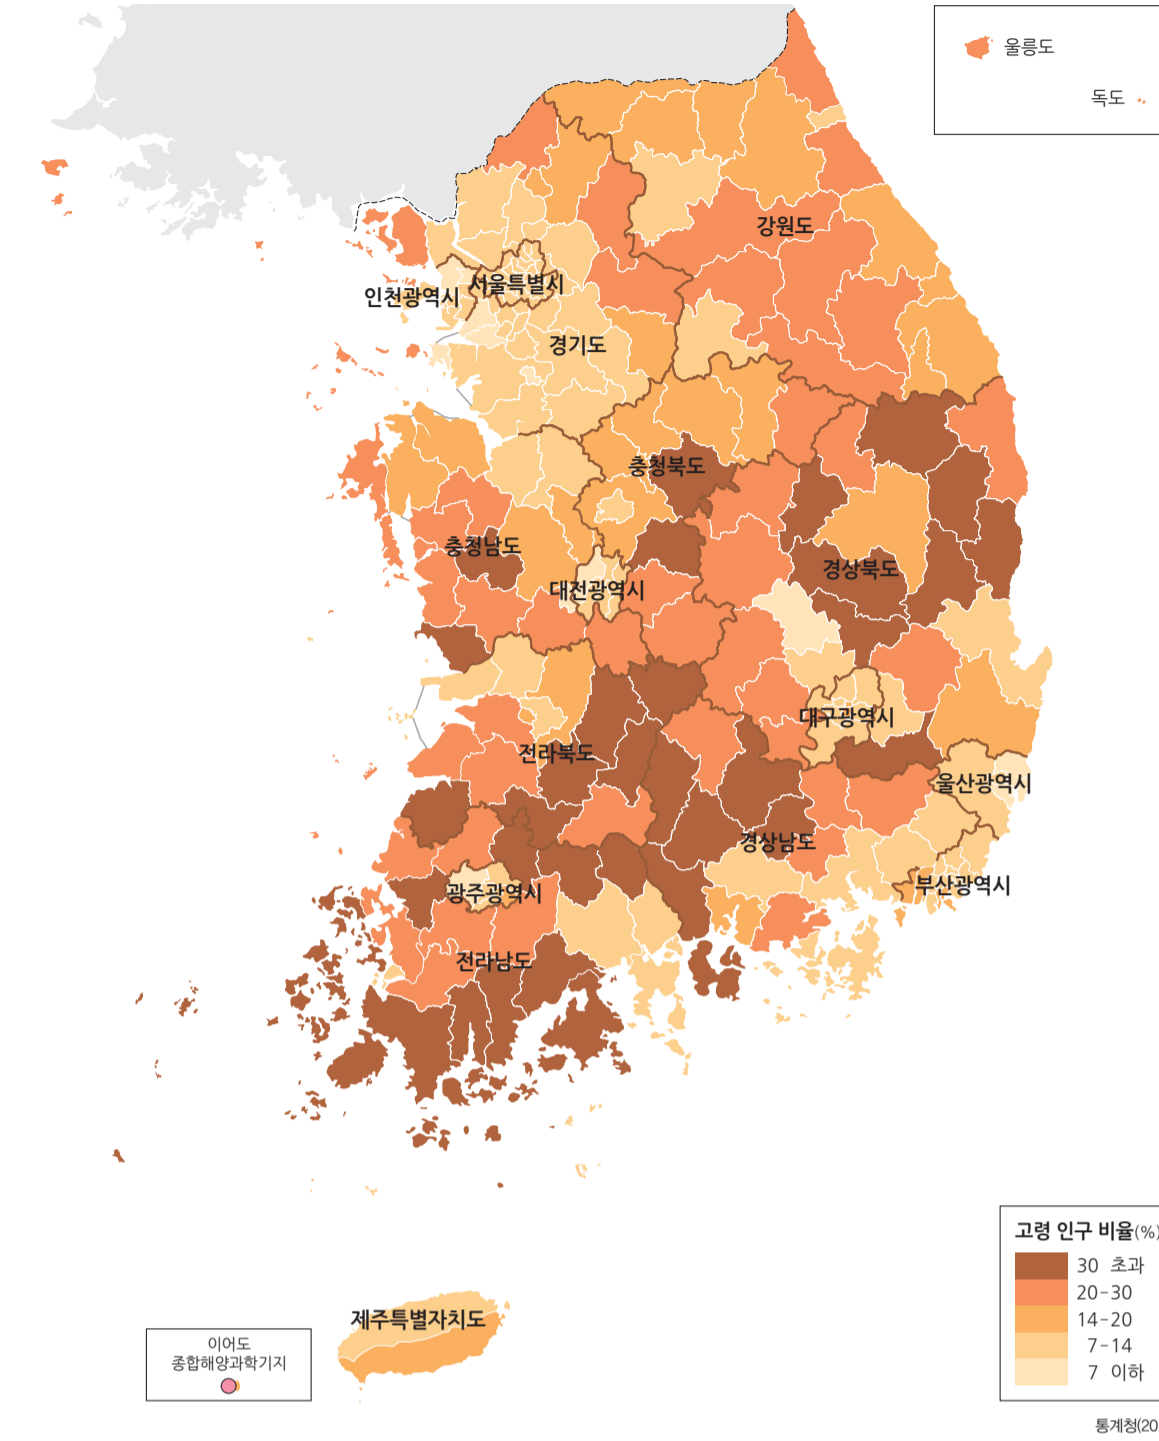 울릉도
독도
강원도
서울특별시
인천광역시
경기도
충청북도
충청남도
경상북도
대전광역시
대구광역시
전라북도
울산광역시
경상남도
부산광역시
광주광역시
전라남도
제주특별자치도
이어도
종합해양과학기지
고령 인구 비율(%)
30 초과
20-30
14-20
7-14
7 이하
통계청(20